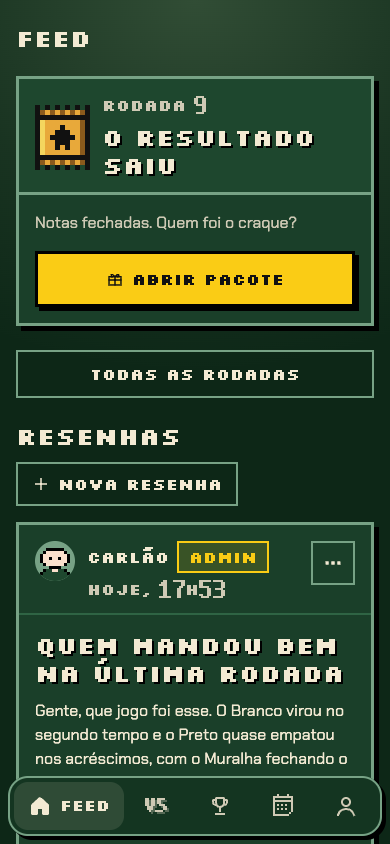 FEED
RODADA 9
O RESULTADO
SAIU
Notas fechadas. Quem foi o craque?
ABRIR PACOTE
TODAS AS RODADAS
RESENHAS
+ NOVA RESENHA
CARLÃO ADMIN
HOJE, 17H53
QUEM MANDOU BEM
NA ÚLTIMA RODADA
Gente, que jogo foi esse. O Branco virou no
segundo tempo e o Preto quase empatou
nos acréscimos, com o Muralha fechando o
FEED VS